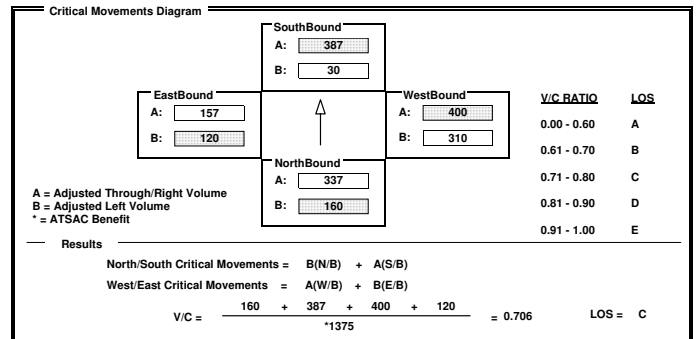 Critical Movements Diagram
SouthBound
A: 387
B: 30
EastBound
A: 157
B: 120
WestBound
A: 400
B: 310
NorthBound
A: 337
B: 160
V/C RATIO LOS
0.00 - 0.60 A
0.61 - 0.70 B
0.71 - 0.80 C
0.81 - 0.90 D
0.91 - 1.00 E
A = Adjusted Through/Right Volume
B = Adjusted Left Volume
* = ATSAC Benefit
Results
North/South Critical Movements = B(N/B) + A(S/B)
West/East Critical Movements = A(W/B) + B(E/B)
V/C = 160 + 387 + 400 + 120 = 0.706 LOS = C
*1375